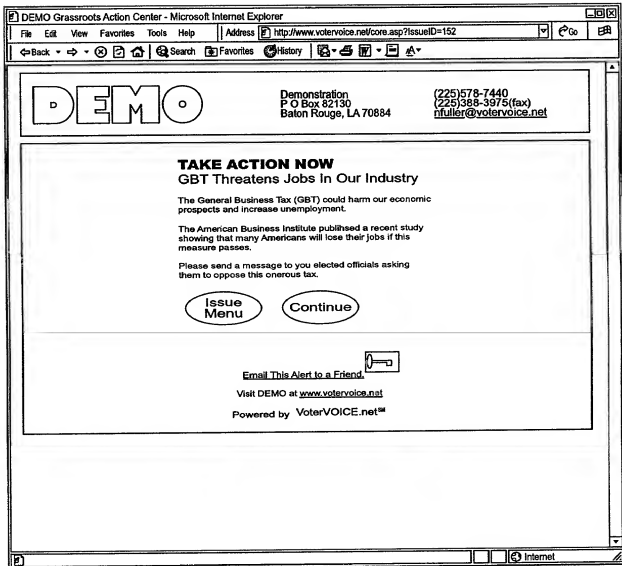 DEMO Grassroots Action Center - Microsoft Internet Explorer
File Edit View Favorites Tools Help Address http://www.votervoice.net/core.asp?IssueID=152 Go
Back Search Favorites History
DEMO
Demonstration
P O Box 82130
Baton Rouge, LA 70884
(225)578-7440
(225)388-3975(fax)
nfuller@votervoice.net
TAKE ACTION NOW
GBT Threatens Jobs In Our Industry
The General Business Tax (GBT) could harm our economic
prospects and increase unemployment.
The American Business Institute publihsed a recent study
showing that many Americans will lose their jobs if this
measure passes.
Please send a message to you elected officials asking
them to oppose this onerous tax.
Issue
Menu
Continue
Email This Alert to a Friend.
Visit DEMO at www.votervoice.net
Powered by VoterVOICE.net℠
Internet